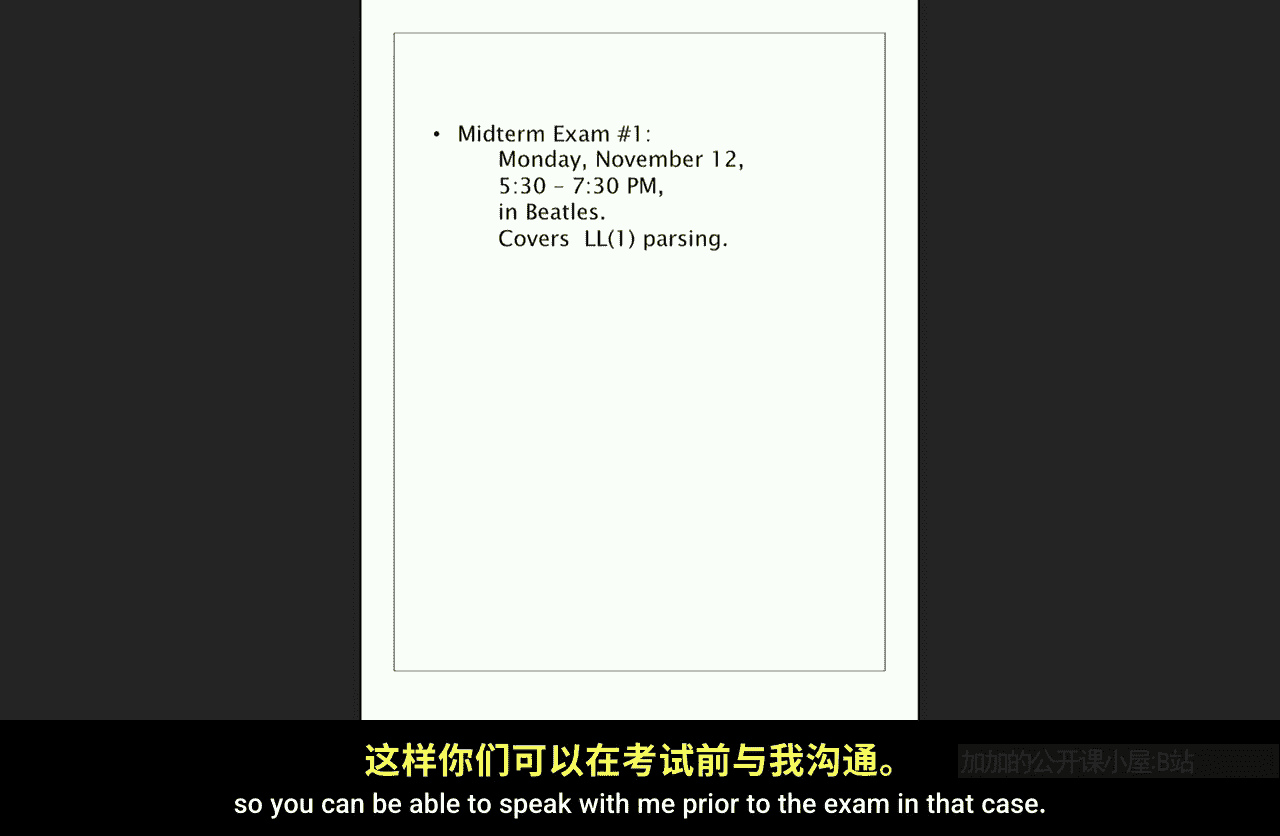 • Midterm Exam #1:
Monday, November 12,
5:30 – 7:30 PM,
in Beatles.
Covers LL(1) parsing.
这样你们可以在考试前与我沟通。
加加的公开课小屋:B站
so you can be able to speak with me prior to the exam in that case.